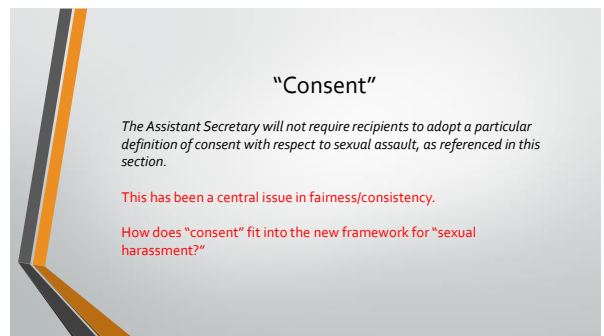 “Consent”
The Assistant Secretary will not require recipients to adopt a particular
definition of consent with respect to sexual assault, as referenced in this
section.
This has been a central issue in fairness/consistency.
How does “consent” fit into the new framework for “sexual
harassment?”